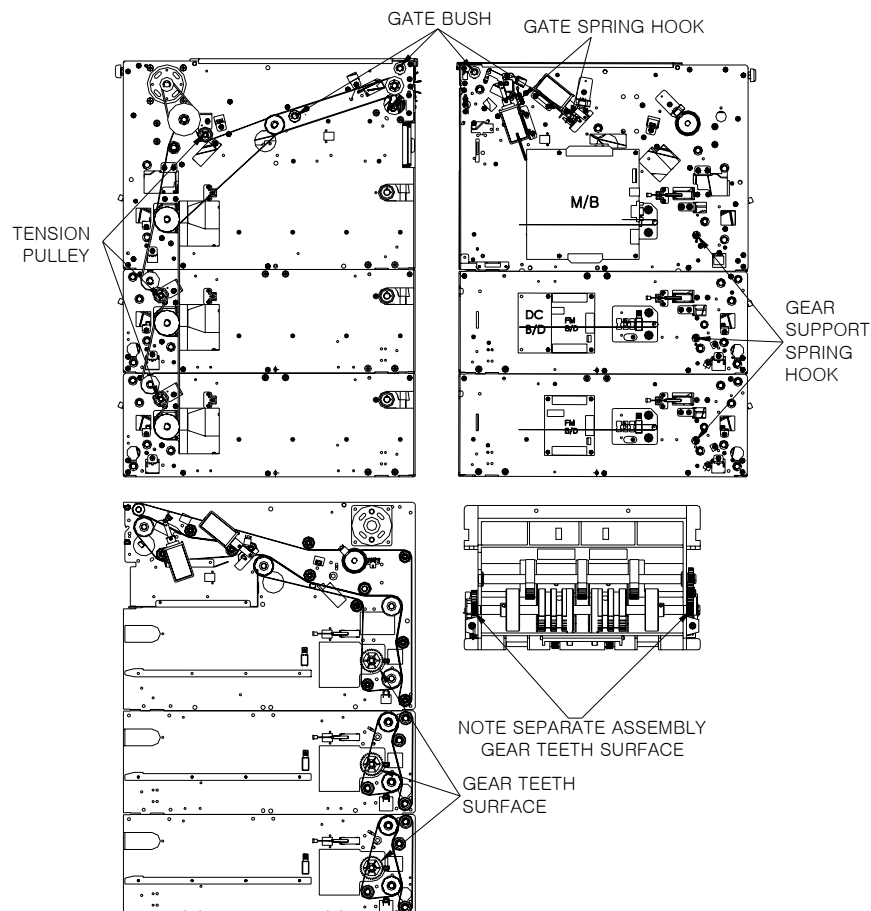 GATE BUSH
GATE SPRING HOOK
TENSION
PULLEY
M/B
DC
B/D
FM
B/D
FM
B/D
GEAR
SUPPORT
SPRING
HOOK
NOTE SEPARATE ASSEMBLY
GEAR TEETH SURFACE
GEAR TEETH
SURFACE